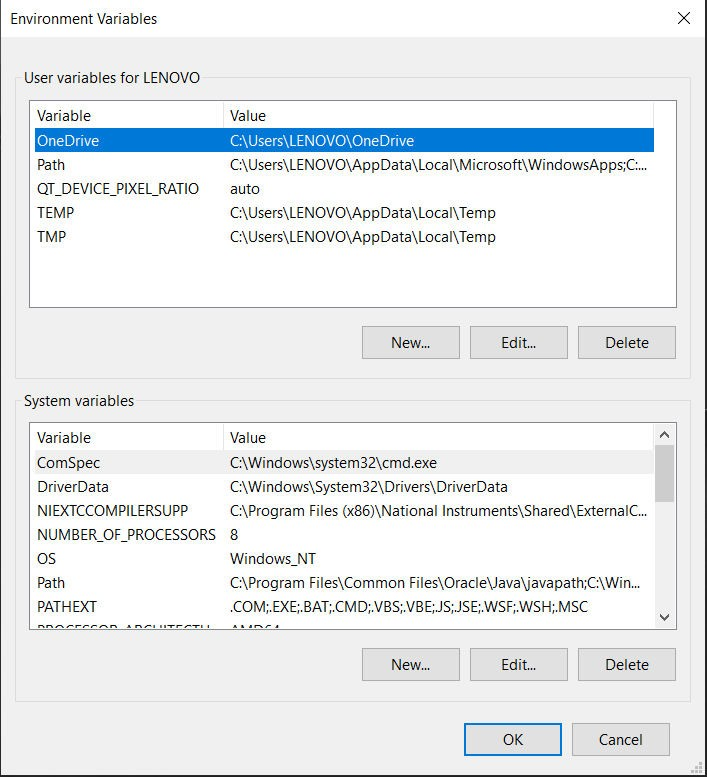 Environment Variables
User variables for LENOVO
Variable Value
OneDrive C:\Users\LENOVO\OneDrive
Path C:\Users\LENOVO\AppData\Local\Microsoft\WindowsApps;C:...
QT_DEVICE_PIXEL_RATIO auto
TEMP C:\Users\LENOVO\AppData\Local\Temp
TMP C:\Users\LENOVO\AppData\Local\Temp
New... Edit... Delete
System variables
Variable Value
ComSpec C:\Windows\system32\cmd.exe
DriverData C:\Windows\System32\Drivers\DriverData
NIEXTCCOMPILERSUPP C:\Program Files (x86)\National Instruments\Shared\ExternalC...
NUMBER_OF_PROCESSORS 8
OS Windows_NT
Path C:\Program Files\Common Files\Oracle\Java\javapath;C:\Win...
PATHEXT .COM;.EXE;.BAT;.CMD;.VBS;.VBE;.JS;.JSE;.WSF;.WSH;.MSC
New... Edit... Delete
OK Cancel